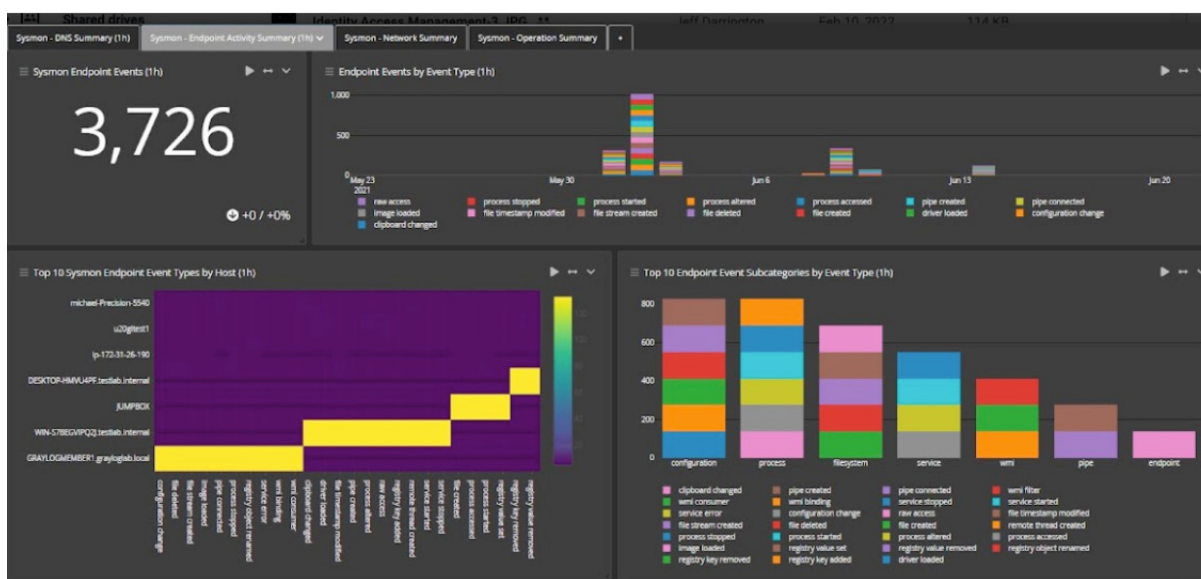 Shared drives
Identity Access Management-3.JPG
Jeff Darrington
Feb 10, 2022
114 KB
Sysmon - DNS Summary (1h)
Sysmon - Endpoint Activity Summary (1h)
Sysmon - Network Summary
Sysmon - Operation Summary
+
Sysmon Endpoint Events (1h)
3,726
+0 / +0%
Endpoint Events by Event Type (1h)
1,000
500
0
May 23
2021
May 30
Jun 6
Jun 13
Jun 20
raw access
process stopped
process started
process altered
process accessed
pipe created
pipe connected
image loaded
file timestamp modified
file stream created
file deleted
file created
driver loaded
configuration change
clipboard changed
Top 10 Sysmon Endpoint Event Types by Host (1h)
michael-Precision-5540
u20gltest1
ip-172-31-26-190
DESKTOP-HMVU4PF.testlab.internal
JUMPBOX
WIN-S7BEGVIPQ2J.testlab.internal
GRAYLOGMEMBER1.grayloglab.local
configuration change
file deleted
file stream created
image loaded
pipe connected
process stopped
registry object renamed
service error
wmi binding
wmi consumer
clipboard changed
driver loaded
file timestamp modified
pipe created
process altered
raw access
registry key added
remote thread created
service started
service stopped
file created
process accessed
process started
registry value set
registry key removed
registry value removed
Top 10 Endpoint Event Subcategories by Event Type (1h)
800
600
400
200
0
configuration
process
filesystem
service
wmi
pipe
endpoint
clipboard changed
pipe created
pipe connected
wmi filter
wmi consumer
wmi binding
service stopped
service started
service error
configuration change
raw access
file timestamp modified
file stream created
file deleted
file created
remote thread created
process stopped
process started
process altered
process accessed
image loaded
registry value set
registry value removed
registry object renamed
registry key removed
registry key added
driver loaded